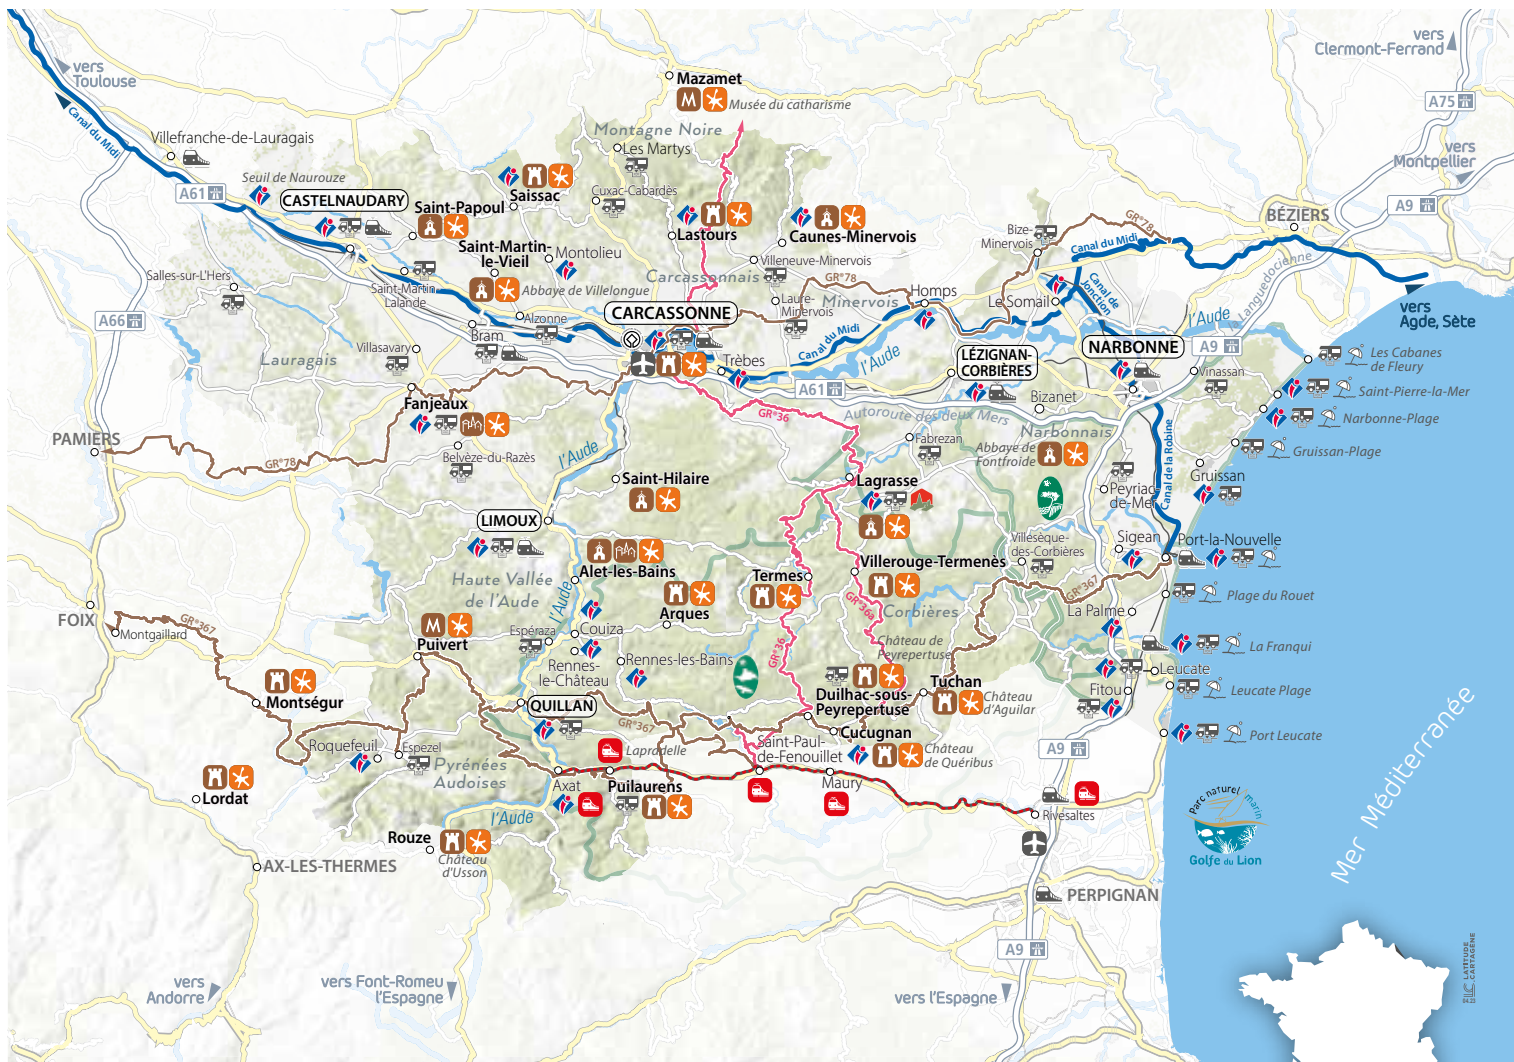 vers
Clermont-Ferrand
vers
Toulouse
Mazamet
Musée du catharisme
A75
Canal du Midi
Villefranche-de-Lauragais
Montagne Noire
Les Martys
vers
Montpellier
Seuil de Naurouze
A61
CASTELNAUDARY
Saissac
Cuxac-Cabardès
Saint-Papoul
Lastours
Caunes-Minervois
A9
BÉZIERS
GR®78
Bize-
Minervois
Canal du Midi
Saint-Martin-
le-Vieil
Montolieu
Villeneuve-Minervois
Carcassonnais
GR®78
Salles-sur-L'Hers
Saint-Martin
Lalande
Abbaye de Villelongue
Laure-
Minervois
Minervois
Homps
Le Somail
Canal de
Jonction
la Languedocienne
vers
Agde, Sète
A66
Alzonne
CARCASSONNE
l'Aude
Bram
Canal du Midi
Lauragais
Villasavary
Trèbes
l'Aude
LÉZIGNAN-
CORBIÈRES
NARBONNE
A9
Les Cabanes
de Fleury
Vinassan
A61
Saint-Pierre-la-Mer
Fanjeaux
GR®36
Autoroute des deux Mers
Bizanet
Narbonne-Plage
PAMIERS
GR®78
Belvèze-du-Razès
l'Aude
Fabrezan
Narbonnais
Abbaye de
Fontfroide
Canal de la Robine
Gruissan-Plage
Gruissan
Saint-Hilaire
Lagrasse
Peyriac-
de-Mer
LIMOUX
Villesèque-
des-Corbières
Sigean
Port-la-Nouvelle
Haute Vallée
de l'Aude
Alet-les-Bains
Termes
Villerouge-Termenès
GR®367
Plage du Rouet
l'Aude
Arques
GR®36
Corbières
La Palme
FOIX
GR®367
Montgaillard
Puivert
Espéraza
Couiza
Rennes-
le-Château
Rennes-les-Bains
GR®36
Château de
Peyrepertuse
La Franqui
Leucate
Montségur
QUILLAN
Duilhac-sous-
Peyrepertuse
Tuchan
Château
d'Aguilar
Fitou
Leucate Plage
GR®367
Cucugnan
Port Leucate
Roquefeuil
Espezel
Pyrénées
Audoises
Lapradelle
Saint-Paul-
de-Fenouillet
Château
de Quéribus
A9
Mer Méditerranée
Lordat
Axat
Puilaurens
Maury
Rivesaltes
Parc naturel marin
Golfe du Lion
Rouze
l'Aude
Château
d'Usson
AX-LES-THERMES
PERPIGNAN
A9
vers
Andorre
vers Font-Romeu
l'Espagne
vers l'Espagne
LATITUDE
CARTAGÈNE